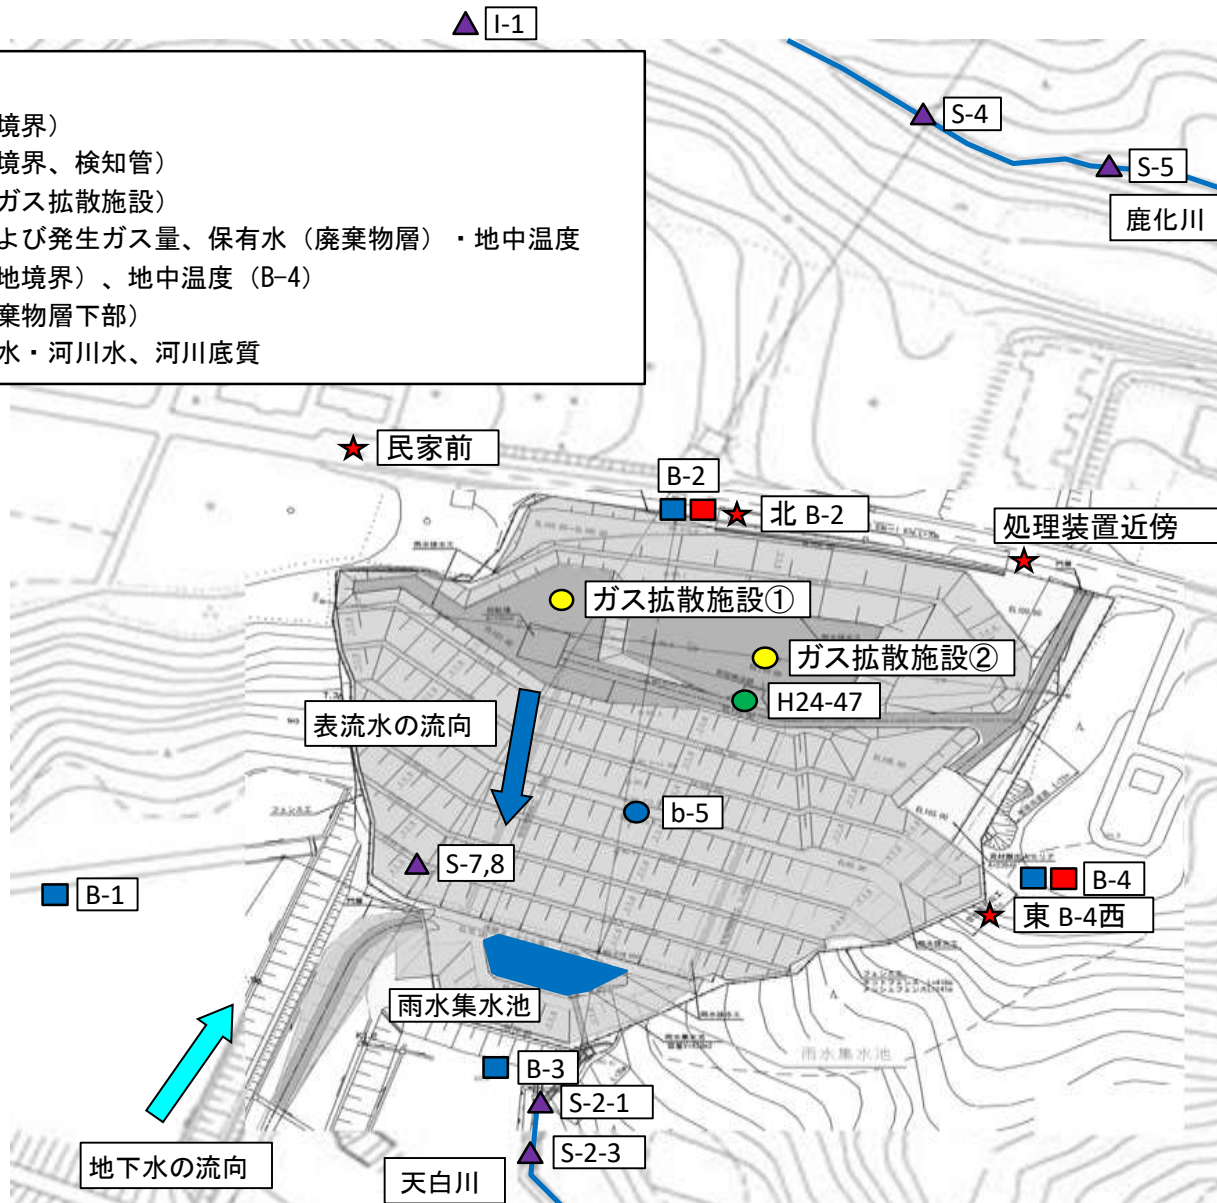 I-1
境界）
境界、検知管）
ガス拡散施設）
よび発生ガス量、保有水（廃棄物層）・地中温度
地境界）、地中温度（B-4）
棄物層下部）
水・河川水、河川底質
S-4
S-5
鹿化川
民家前
B-2
北 B-2
処理装置近傍
ガス拡散施設①
ガス拡散施設②
H24-47
表流水の流向
b-5
S-7,8
B-1
B-4
東 B-4西
雨水集水池
雨水集水池
B-3
S-2-1
S-2-3
地下水の流向
天白川